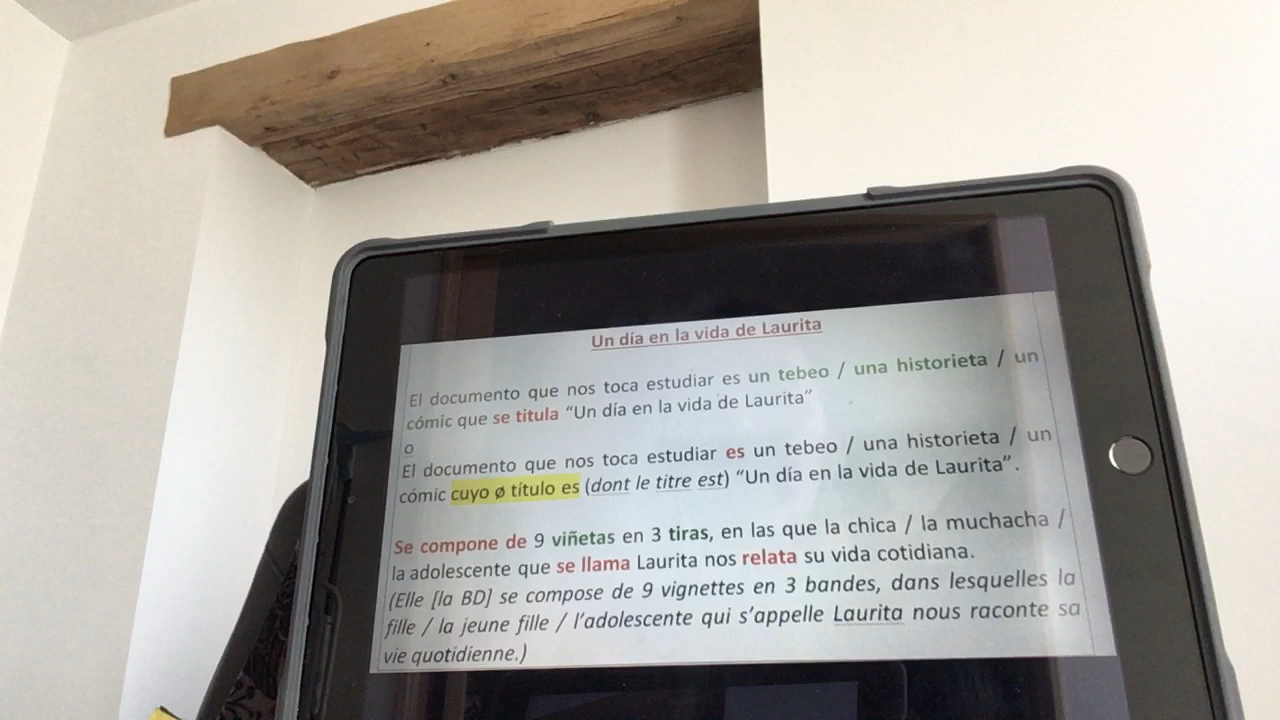 Un día en la vida de Laurita
El documento que nos toca estudiar es un tebeo / una historieta / un
cómic que se titula “Un día en la vida de Laurita”
o
El documento que nos toca estudiar es un tebeo / una historieta / un
cómic cuyo ø título es (dont le titre est) “Un día en la vida de Laurita”.
Se compone de 9 viñetas en 3 tiras, en las que la chica / la muchacha /
la adolescente que se llama Laurita nos relata su vida cotidiana.
(Elle [la BD] se compose de 9 vignettes en 3 bandes, dans lesquelles la
fille / la jeune fille / l’adolescente qui s’appelle Laurita nous raconte sa
vie quotidienne.)